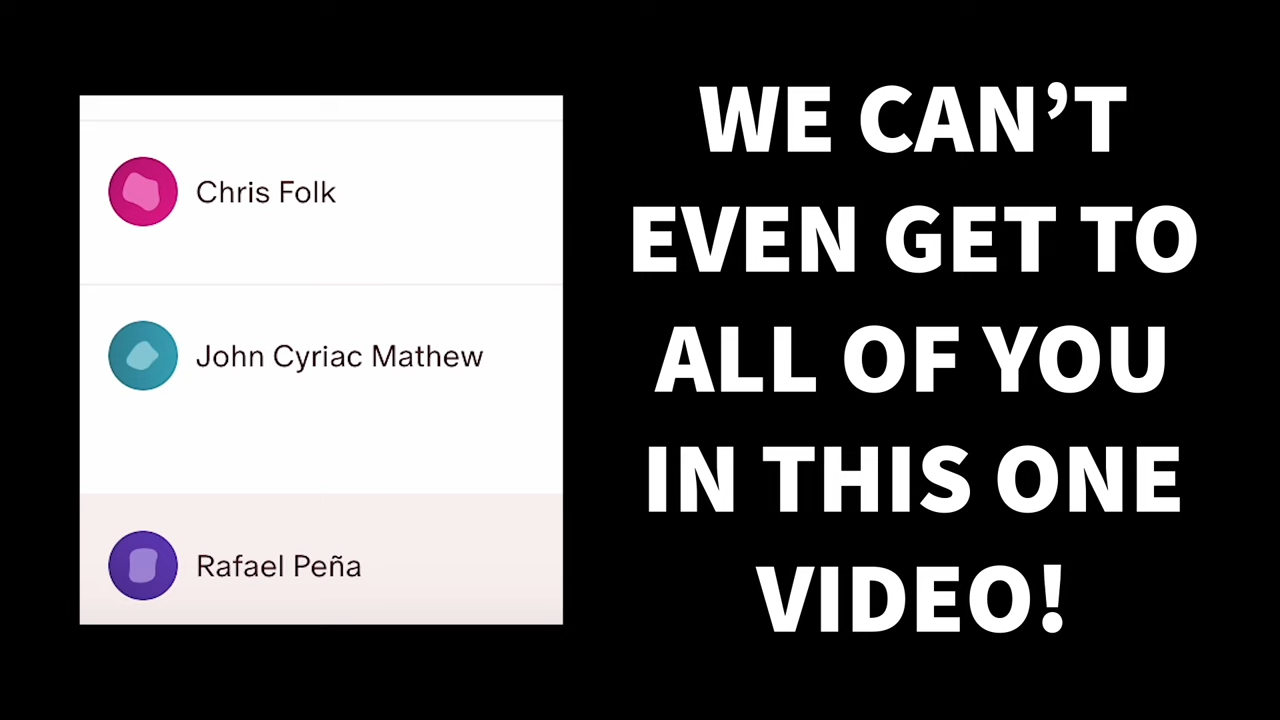 Chris Folk
John Cyriac Mathew
Rafael Peña
WE CAN’T
EVEN GET TO
ALL OF YOU
IN THIS ONE
VIDEO!